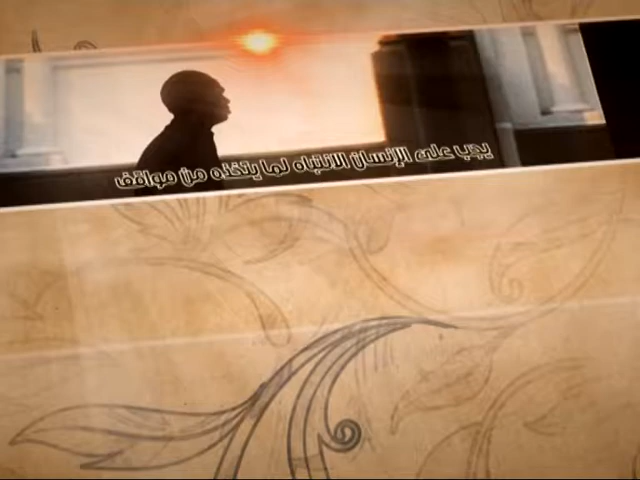 يجب على الإنسان الانتباه لما يتخذه من مواقف